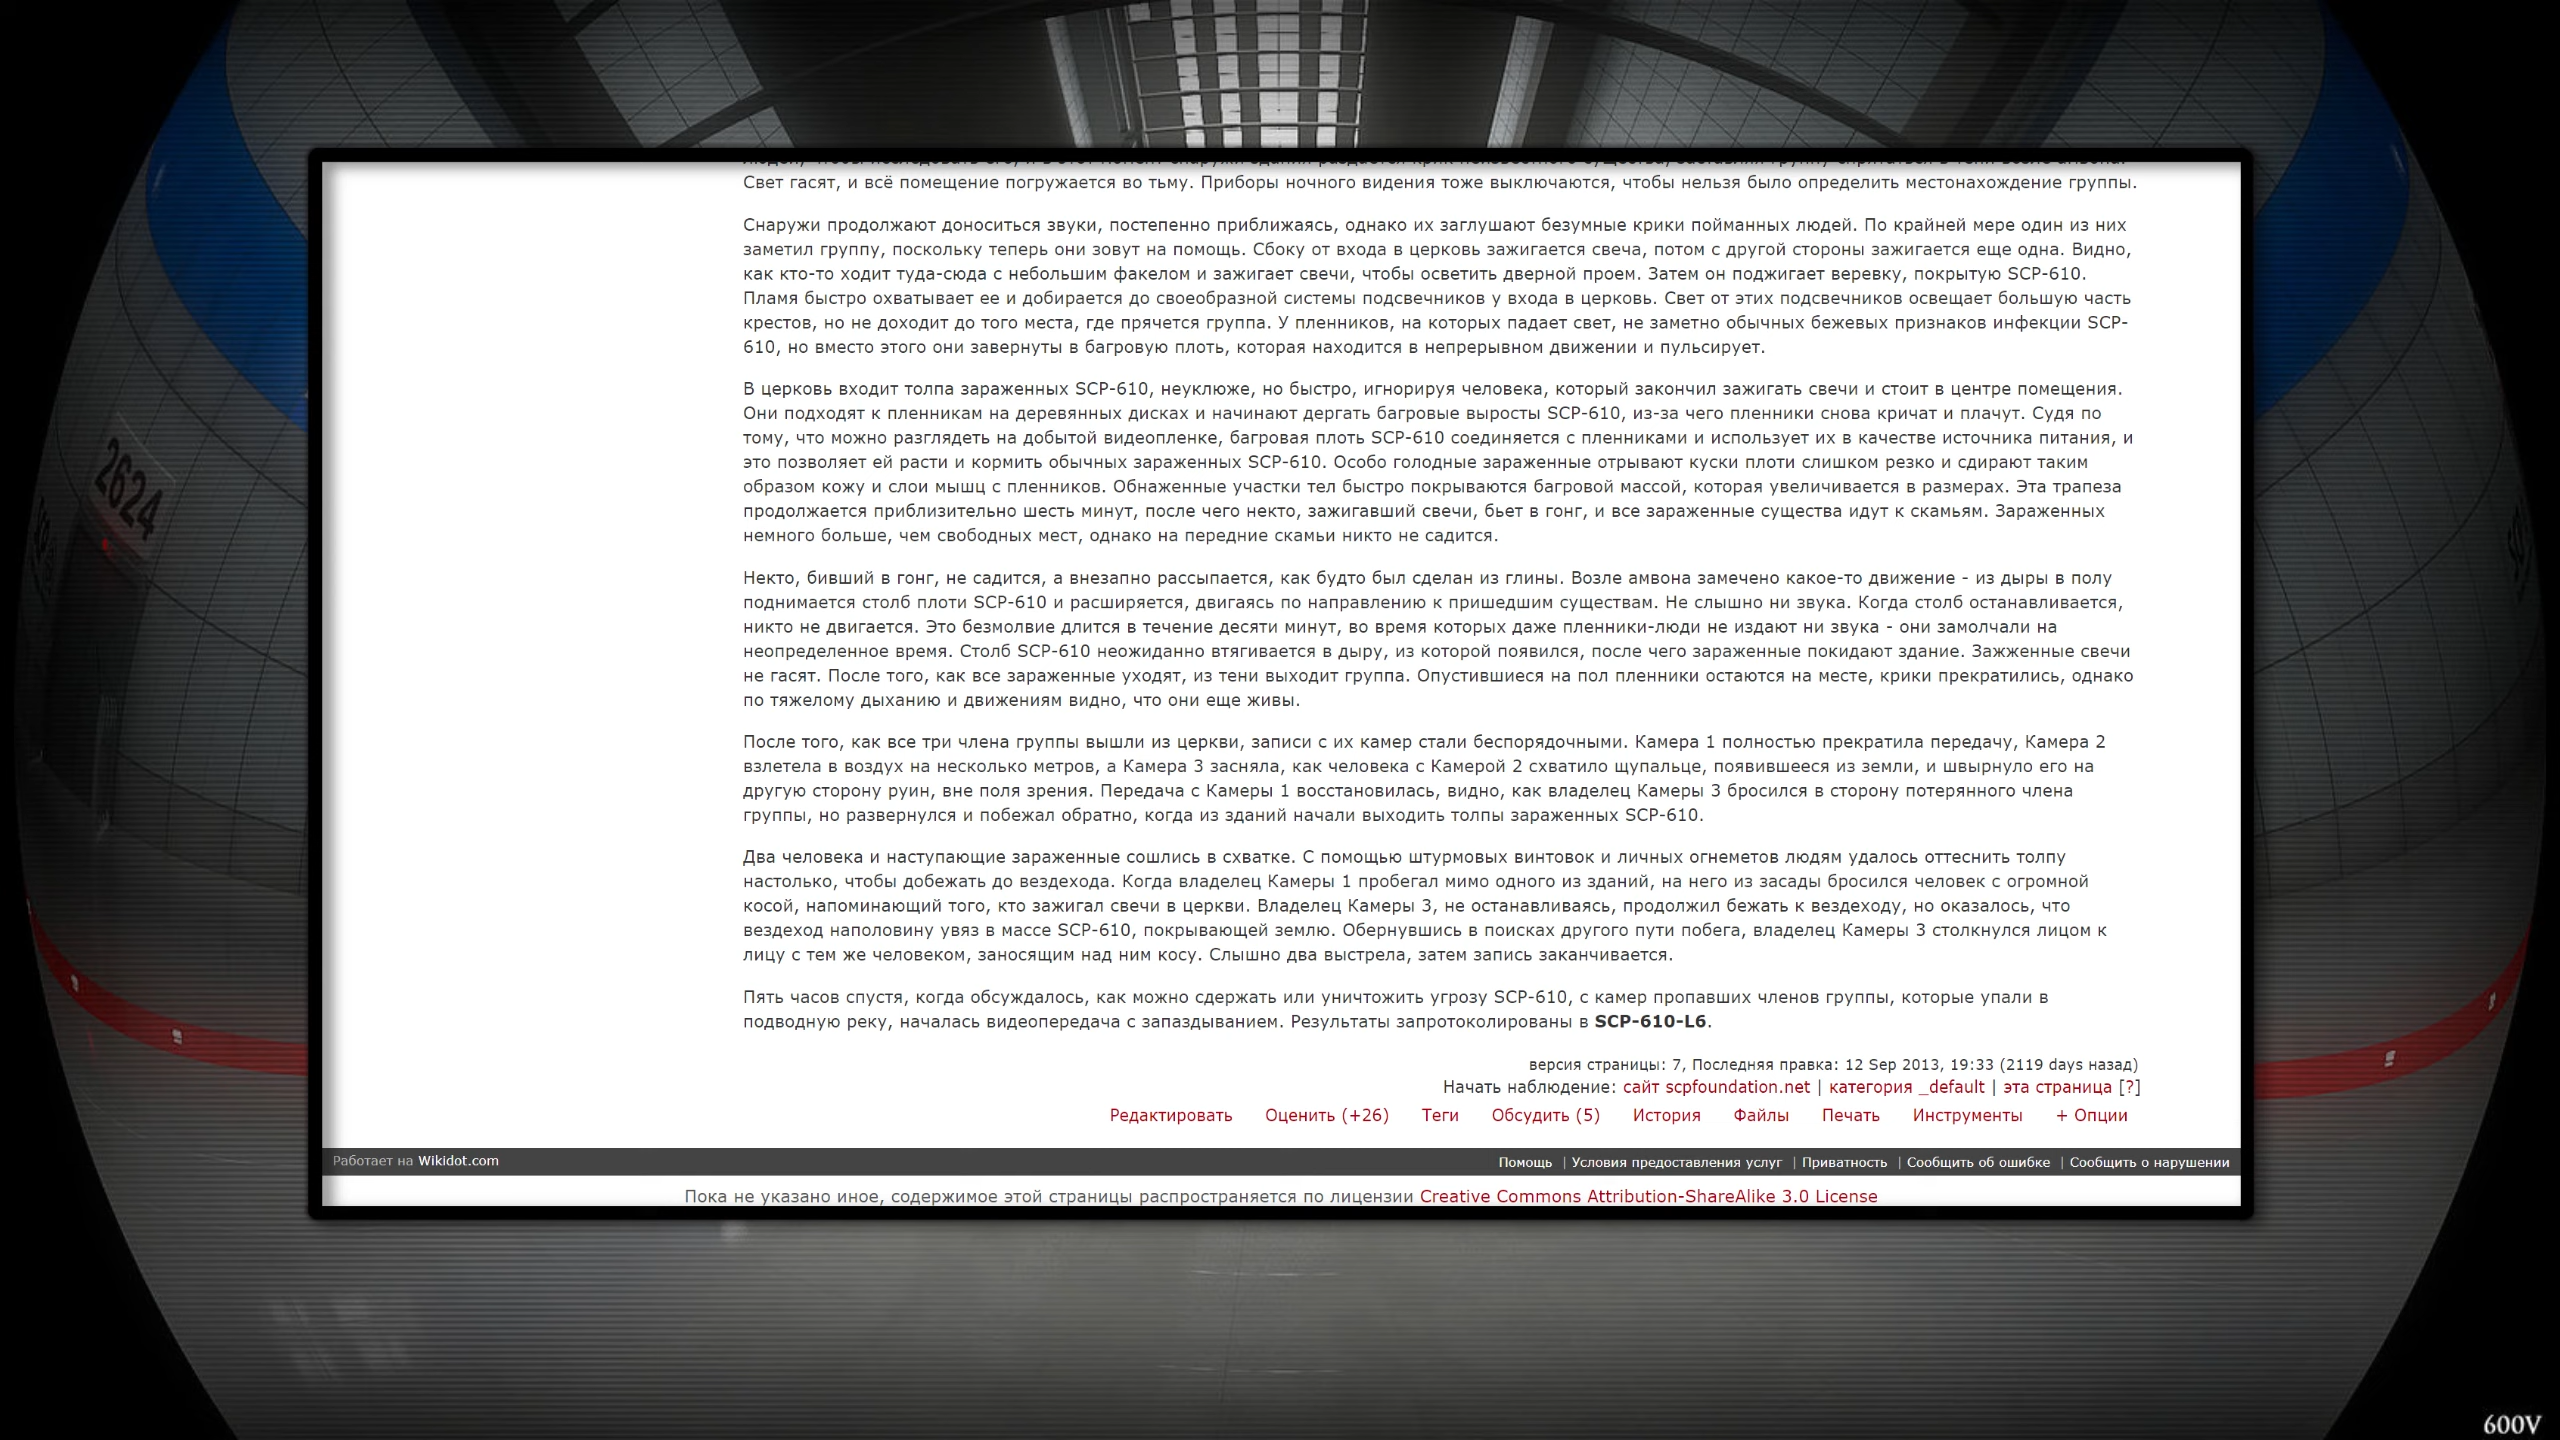 Свет гасят, и всё помещение погружается во тьму. Приборы ночного видения тоже выключаются, чтобы нельзя было определить местонахождение группы.
Снаружи продолжают доноситься звуки, постепенно приближаясь, однако их заглушают безумные крики пойманных людей. По крайней мере один из них
заметил группу, поскольку теперь они зовут на помощь. Сбоку от входа в церковь зажигается свеча, потом с другой стороны зажигается еще одна. Видно,
как кто-то ходит туда-сюда с небольшим факелом и зажигает свечи, чтобы осветить дверной проем. Затем он поджигает веревку, покрытую SCP-610.
Пламя быстро охватывает ее и добирается до своеобразной системы подсвечников у входа в церковь. Свет от этих подсвечников освещает большую часть
крестов, но не доходит до того места, где прячется группа. У пленников, на которых падает свет, не заметно обычных бежевых признаков инфекции SCP-
610, но вместо этого они завернуты в багровую плоть, которая находится в непрерывном движении и пульсирует.
В церковь входит толпа зараженных SCP-610, неуклюже, но быстро, игнорируя человека, который закончил зажигать свечи и стоит в центре помещения.
Они подходят к пленникам на деревянных дисках и начинают дергать багровые выросты SCP-610, из-за чего пленники снова кричат и плачут. Судя по
тому, что можно разглядеть на добытой видеопленке, багровая плоть SCP-610 соединяется с пленниками и использует их в качестве источника питания, и
это позволяет ей расти и кормить обычных зараженных SCP-610. Особо голодные зараженные отрывают куски плоти слишком резко и сдирают таким
образом кожу и слои мышц с пленников. Обнаженные участки тел быстро покрываются багровой массой, которая увеличивается в размерах. Эта трапеза
продолжается приблизительно шесть минут, после чего некто, зажигавший свечи, бьет в гонг, и все зараженные существа идут к скамьям. Зараженных
немного больше, чем свободных мест, однако на передние скамьи никто не садится.
Некто, бивший в гонг, не садится, а внезапно рассыпается, как будто был сделан из глины. Возле амвона замечено какое-то движение - из дыры в полу
поднимается столб плоти SCP-610 и расширяется, двигаясь по направлению к пришедшим существам. Не слышно ни звука. Когда столб останавливается,
никто не двигается. Это безмолвие длится в течение десяти минут, во время которых даже пленники-люди не издают ни звука - они замолчали на
неопределенное время. Столб SCP-610 неожиданно втягивается в дыру, из которой появился, после чего зараженные покидают здание. Зажженные свечи
не гасят. После того, как все зараженные уходят, из тени выходит группа. Опустившиеся на пол пленники остаются на месте, крики прекратились, однако
по тяжелому дыханию и движениям видно, что они еще живы.
После того, как все три члена группы вышли из церкви, записи с их камер стали беспорядочными. Камера 1 полностью прекратила передачу, Камера 2
взлетела в воздух на несколько метров, а Камера 3 засняла, как человека с Камерой 2 схватило щупальце, появившееся из земли, и швырнуло его на
другую сторону руин, вне поля зрения. Передача с Камеры 1 восстановилась, видно, как владелец Камеры 3 бросился в сторону потерянного члена
группы, но развернулся и побежал обратно, когда из зданий начали выходить толпы зараженных SCP-610.
Два человека и наступающие зараженные сошлись в схватке. С помощью штурмовых винтовок и личных огнеметов людям удалось оттеснить толпу
настолько, чтобы добежать до вездехода. Когда владелец Камеры 1 пробегал мимо одного из зданий, на него из засады бросился человек с огромной
косой, напоминающий того, кто зажигал свечи в церкви. Владелец Камеры 3, не останавливаясь, продолжил бежать к вездеходу, но оказалось, что
вездеход наполовину увяз в массе SCP-610, покрывающей землю. Обернувшись в поисках другого пути побега, владелец Камеры 3 столкнулся лицом к
лицу с тем же человеком, заносящим над ним косу. Слышно два выстрела, затем запись заканчивается.
Пять часов спустя, когда обсуждалось, как можно сдержать или уничтожить угрозу SCP-610, с камер пропавших членов группы, которые упали в
подводную реку, началась видеопередача с запаздыванием. Результаты запротоколированы в SCP-610-L6.
версия страницы: 7, Последняя правка: 12 Sep 2013, 19:33 (2119 days назад)
Начать наблюдение: сайт scpfoundation.net | категория _default | эта страница [?]
Редактировать Оценить (+26) Теги Обсудить (5) История Файлы Печать Инструменты + Опции
Работает на Wikidot.com
Помощь | Условия предоставления услуг | Приватность | Сообщить об ошибке | Сообщить о нарушении
Пока не указано иное, содержимое этой страницы распространяется по лицензии Creative Commons Attribution-ShareAlike 3.0 License
2624
600V